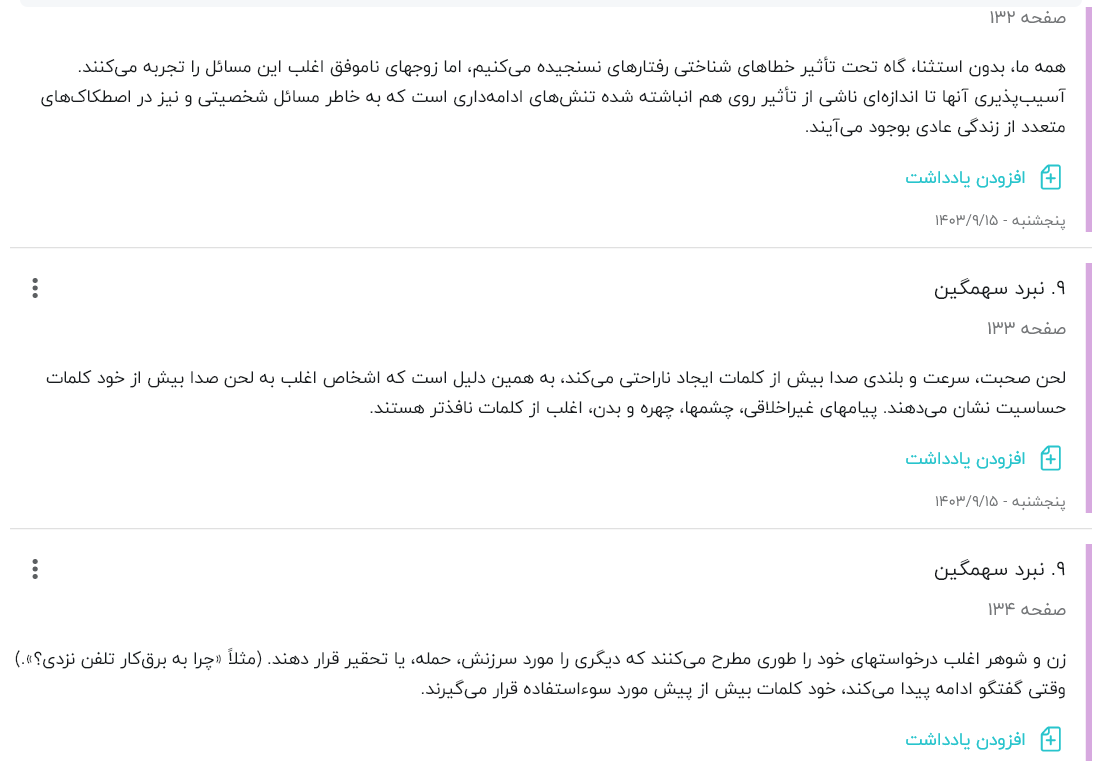 صفحه ۱۳۲
همه ما، بدون استثنا، گاه تحت تأثیر خطاهای شناختی رفتارهای نسنجیده می‌کنیم، اما زوجهای ناموفق اغلب این مسائل را تجربه می‌کنند.
آسیب‌پذیری آنها تا اندازه‌ای ناشی از تأثیر روی هم انباشته شده تنش‌های ادامه‌داری است که به خاطر مسائل شخصیتی و نیز در اصطکاک‌های
متعدد از زندگی عادی بوجود می‌آیند.
افزودن یادداشت
پنجشنبه - ۱۴۰۳/۹/۱۵
۹. نبرد سهمگین
صفحه ۱۳۳
لحن صحبت، سرعت و بلندی صدا بیش از کلمات ایجاد ناراحتی می‌کند، به همین دلیل است که اشخاص اغلب به لحن صدا بیش از خود کلمات
حساسیت نشان می‌دهند. پیامهای غیراخلاقی، چشمها، چهره و بدن، اغلب از کلمات نافذتر هستند.
افزودن یادداشت
پنجشنبه - ۱۴۰۳/۹/۱۵
۹. نبرد سهمگین
صفحه ۱۳۴
زن و شوهر اغلب درخواستهای خود را طوری مطرح می‌کنند که دیگری را مورد سرزنش، حمله، یا تحقیر قرار دهند. (مثلاً «چرا به برق‌کار تلفن نزدی؟».)
وقتی گفتگو ادامه پیدا می‌کند، خود کلمات بیش از پیش مورد سوءاستفاده قرار می‌گیرند.
افزودن یادداشت